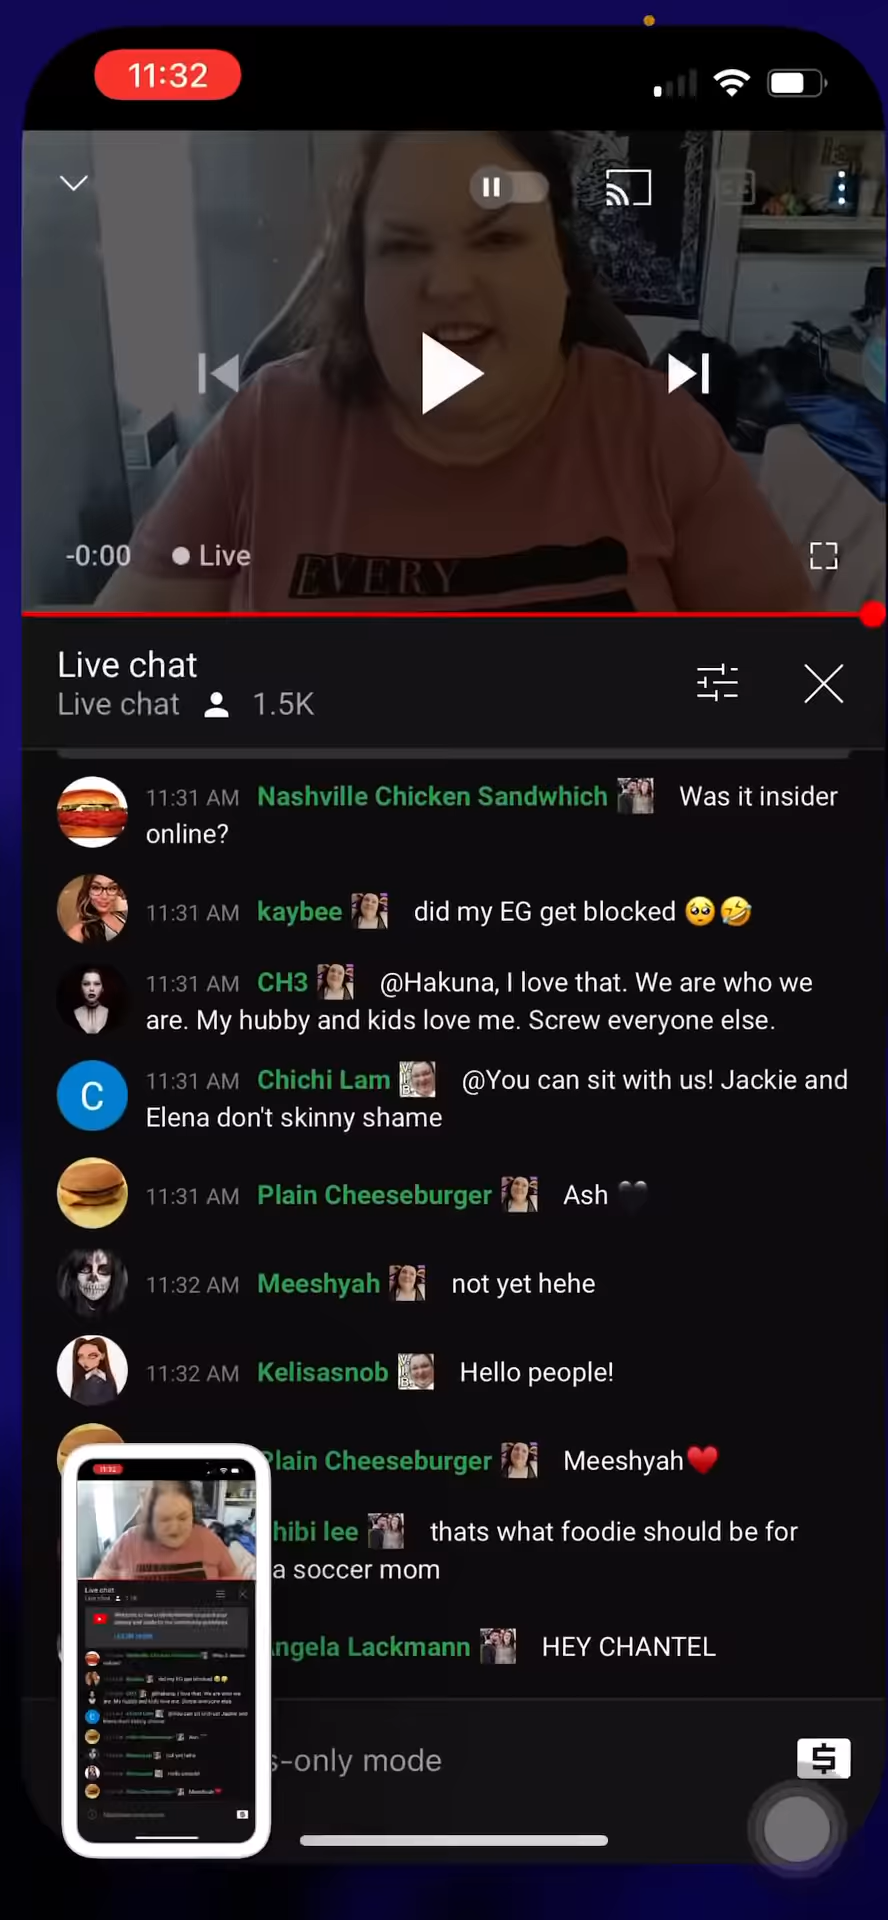 11:32
-0:00 Live
EVERY
Live chat
Live chat 1.5K
11:31 AM Nashville Chicken Sandwhich Was it insider
online?
11:31 AM kaybee did my EG get blocked 🥺🤣
11:31 AM CH3 @Hakuna, I love that. We are who we
are. My hubby and kids love me. Screw everyone else.
C
11:31 AM Chichi Lam @You can sit with us! Jackie and
Elena don't skinny shame
11:31 AM Plain Cheeseburger Ash 🖤
11:32 AM Meeshyah not yet hehe
11:32 AM Kelisasnob Hello people!
Plain Cheeseburger Meeshyah❤️
hibi lee thats what foodie should be for
a soccer mom
ngela Lackmann HEY CHANTEL
s-only mode
11:32
Live chat